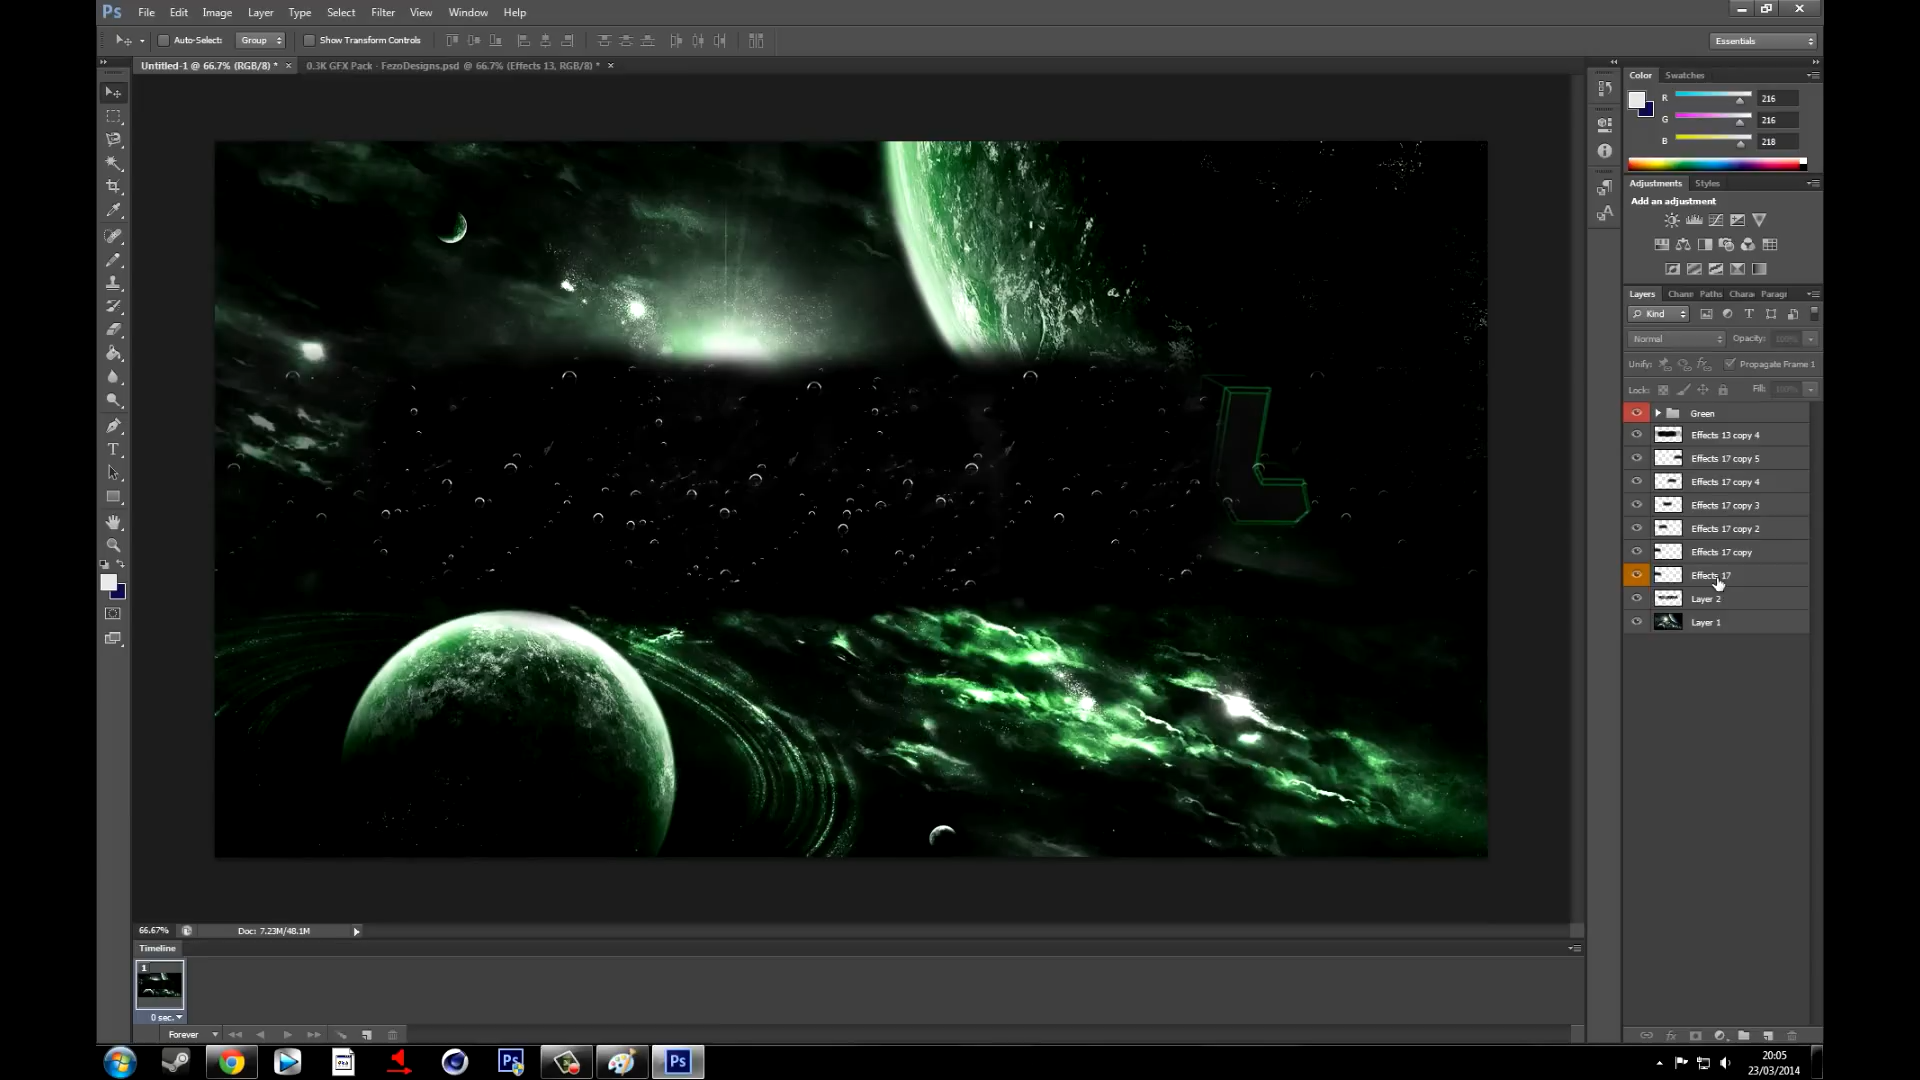 Ps File Edit Image Layer Type Select Filter View Window Help
Auto-Select: Group Show Transform Controls Essentials
Untitled-1 @ 66.7% (RGB/8) * × 0.3K GFX Pack - FezoDesigns.psd @ 66.7% (Effects 13, RGB/8) * ×
Color Swatches
R 216
G 216
B 218
Adjustments Styles
Add an adjustment
Layers Chann Paths Chara Paragr
Kind
Normal Opacity: 100%
Unify: Propagate Frame 1
Lock: Fill: 100%
Green
Effects 13 copy 4
Effects 17 copy 5
Effects 17 copy 4
Effects 17 copy 3
Effects 17 copy 2
Effects 17 copy
Effects 17
Layer 2
Layer 1
L
66.67% Doc: 7.23M/48.1M
Timeline
1
0 sec.
Forever
Ps Ps
20:05
23/03/2014